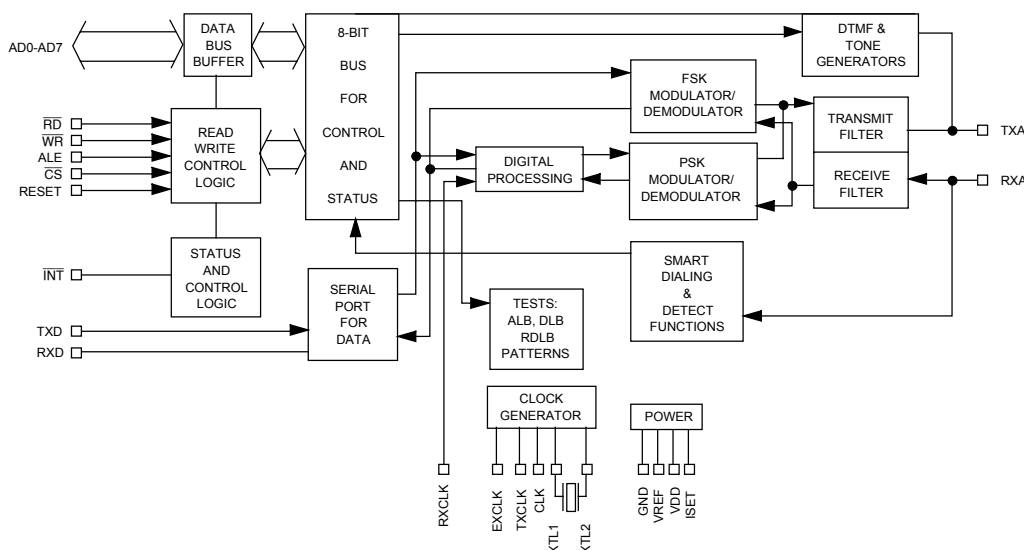 AD0-AD7
DATA
BUS
BUFFER
8-BIT
BUS
FOR
CONTROL
AND
STATUS
DTMF &
TONE
GENERATORS
FSK
MODULATOR/
DEMODULATOR
TRANSMIT
FILTER
TXA
RD
WR
ALE
CS
RESET
READ
WRITE
CONTROL
LOGIC
DIGITAL
PROCESSING
PSK
MODULATOR/
DEMODULATOR
RECEIVE
FILTER
RXA
INT
STATUS
AND
CONTROL
LOGIC
SERIAL
PORT
FOR
DATA
TXD
RXD
TESTS:
ALB, DLB
RDLB
PATTERNS
SMART
DIALING
&
DETECT
FUNCTIONS
CLOCK
GENERATOR
POWER
RXCLK
EXCLK
TXCLK
CLK
XTL1
XTL2
GND
VREF
VDD
ISET